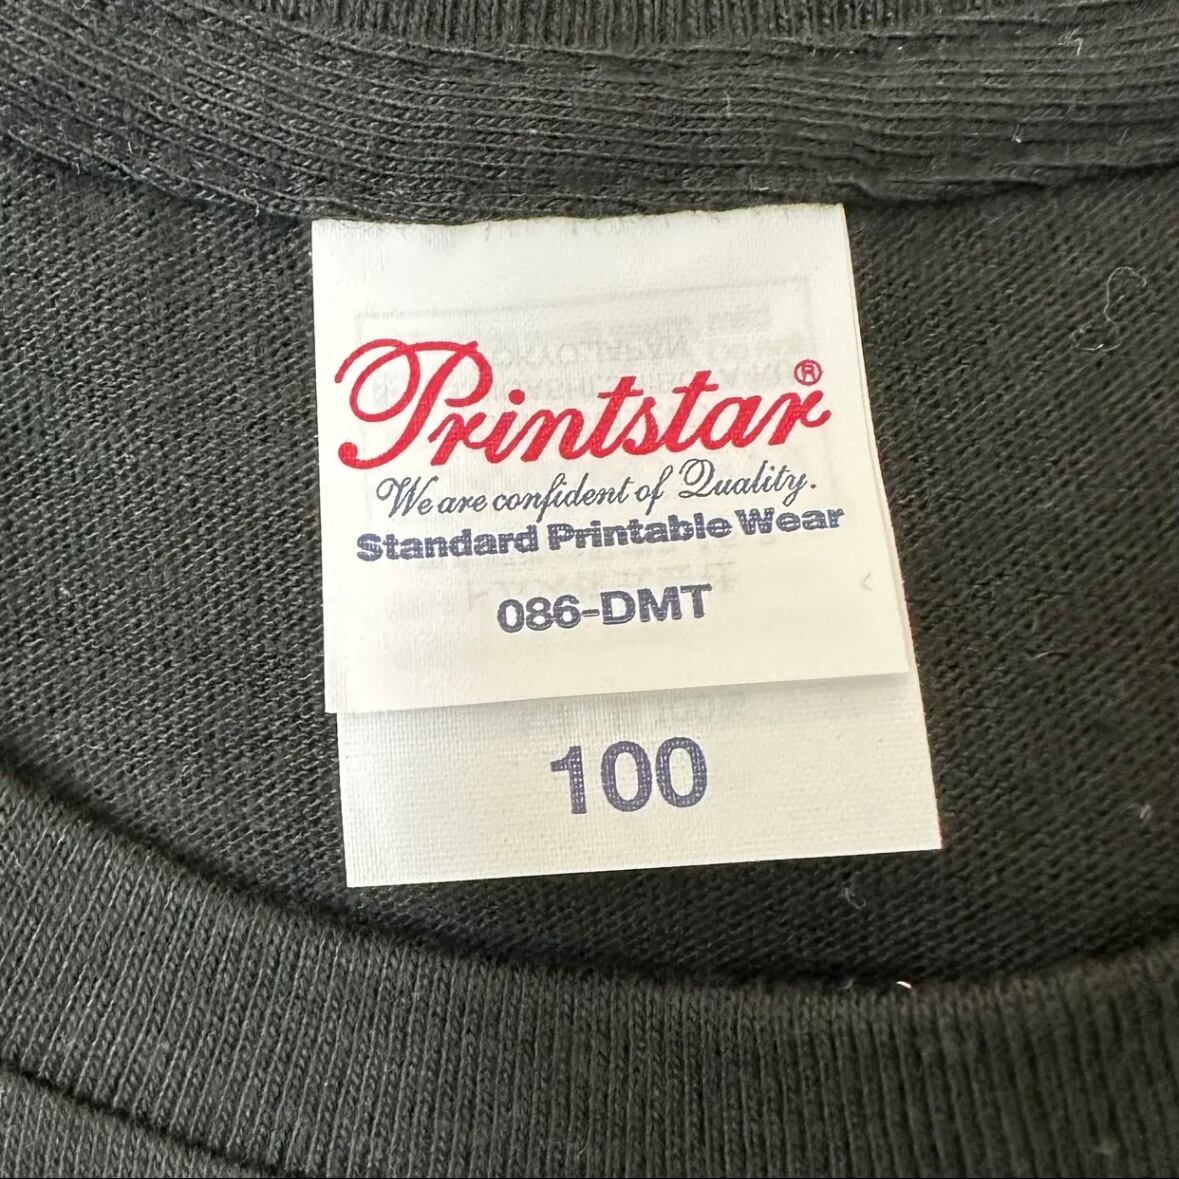 Printstar®
We are confident of Quality.
Standard Printable Wear
086-DMT
100